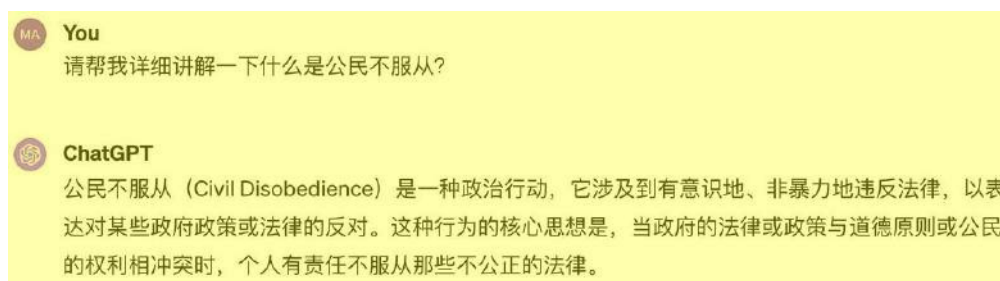 MA
You
请帮我详细讲解一下什么是公民不服从?
ChatGPT
公民不服从（Civil Disobedience）是一种政治行动，它涉及到有意识地、非暴力地违反法律，以表
达对某些政府政策或法律的反对。这种行为的核心思想是，当政府的法律或政策与道德原则或公民
的权利相冲突时，个人有责任不服从那些不公正的法律。